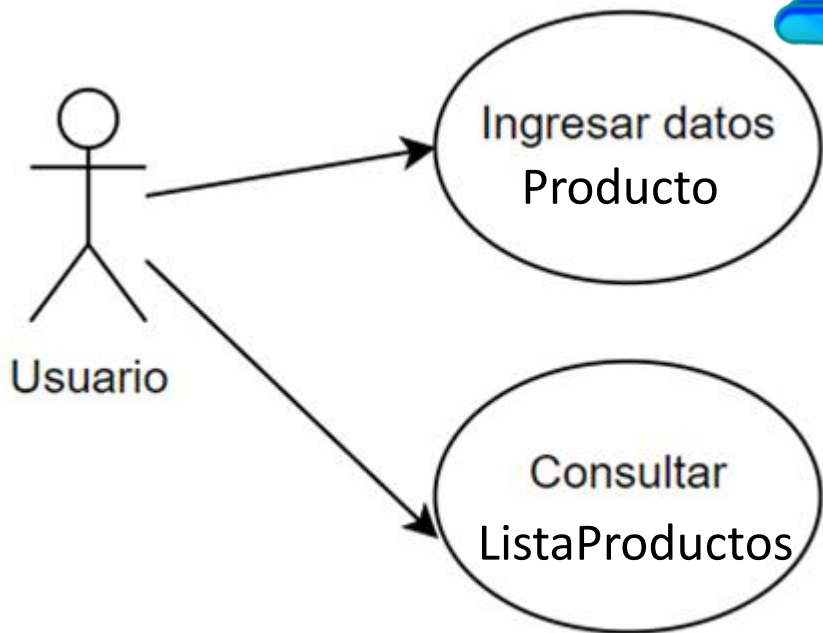 Ingresar datos
Producto
Usuario
Consultar
ListaProductos